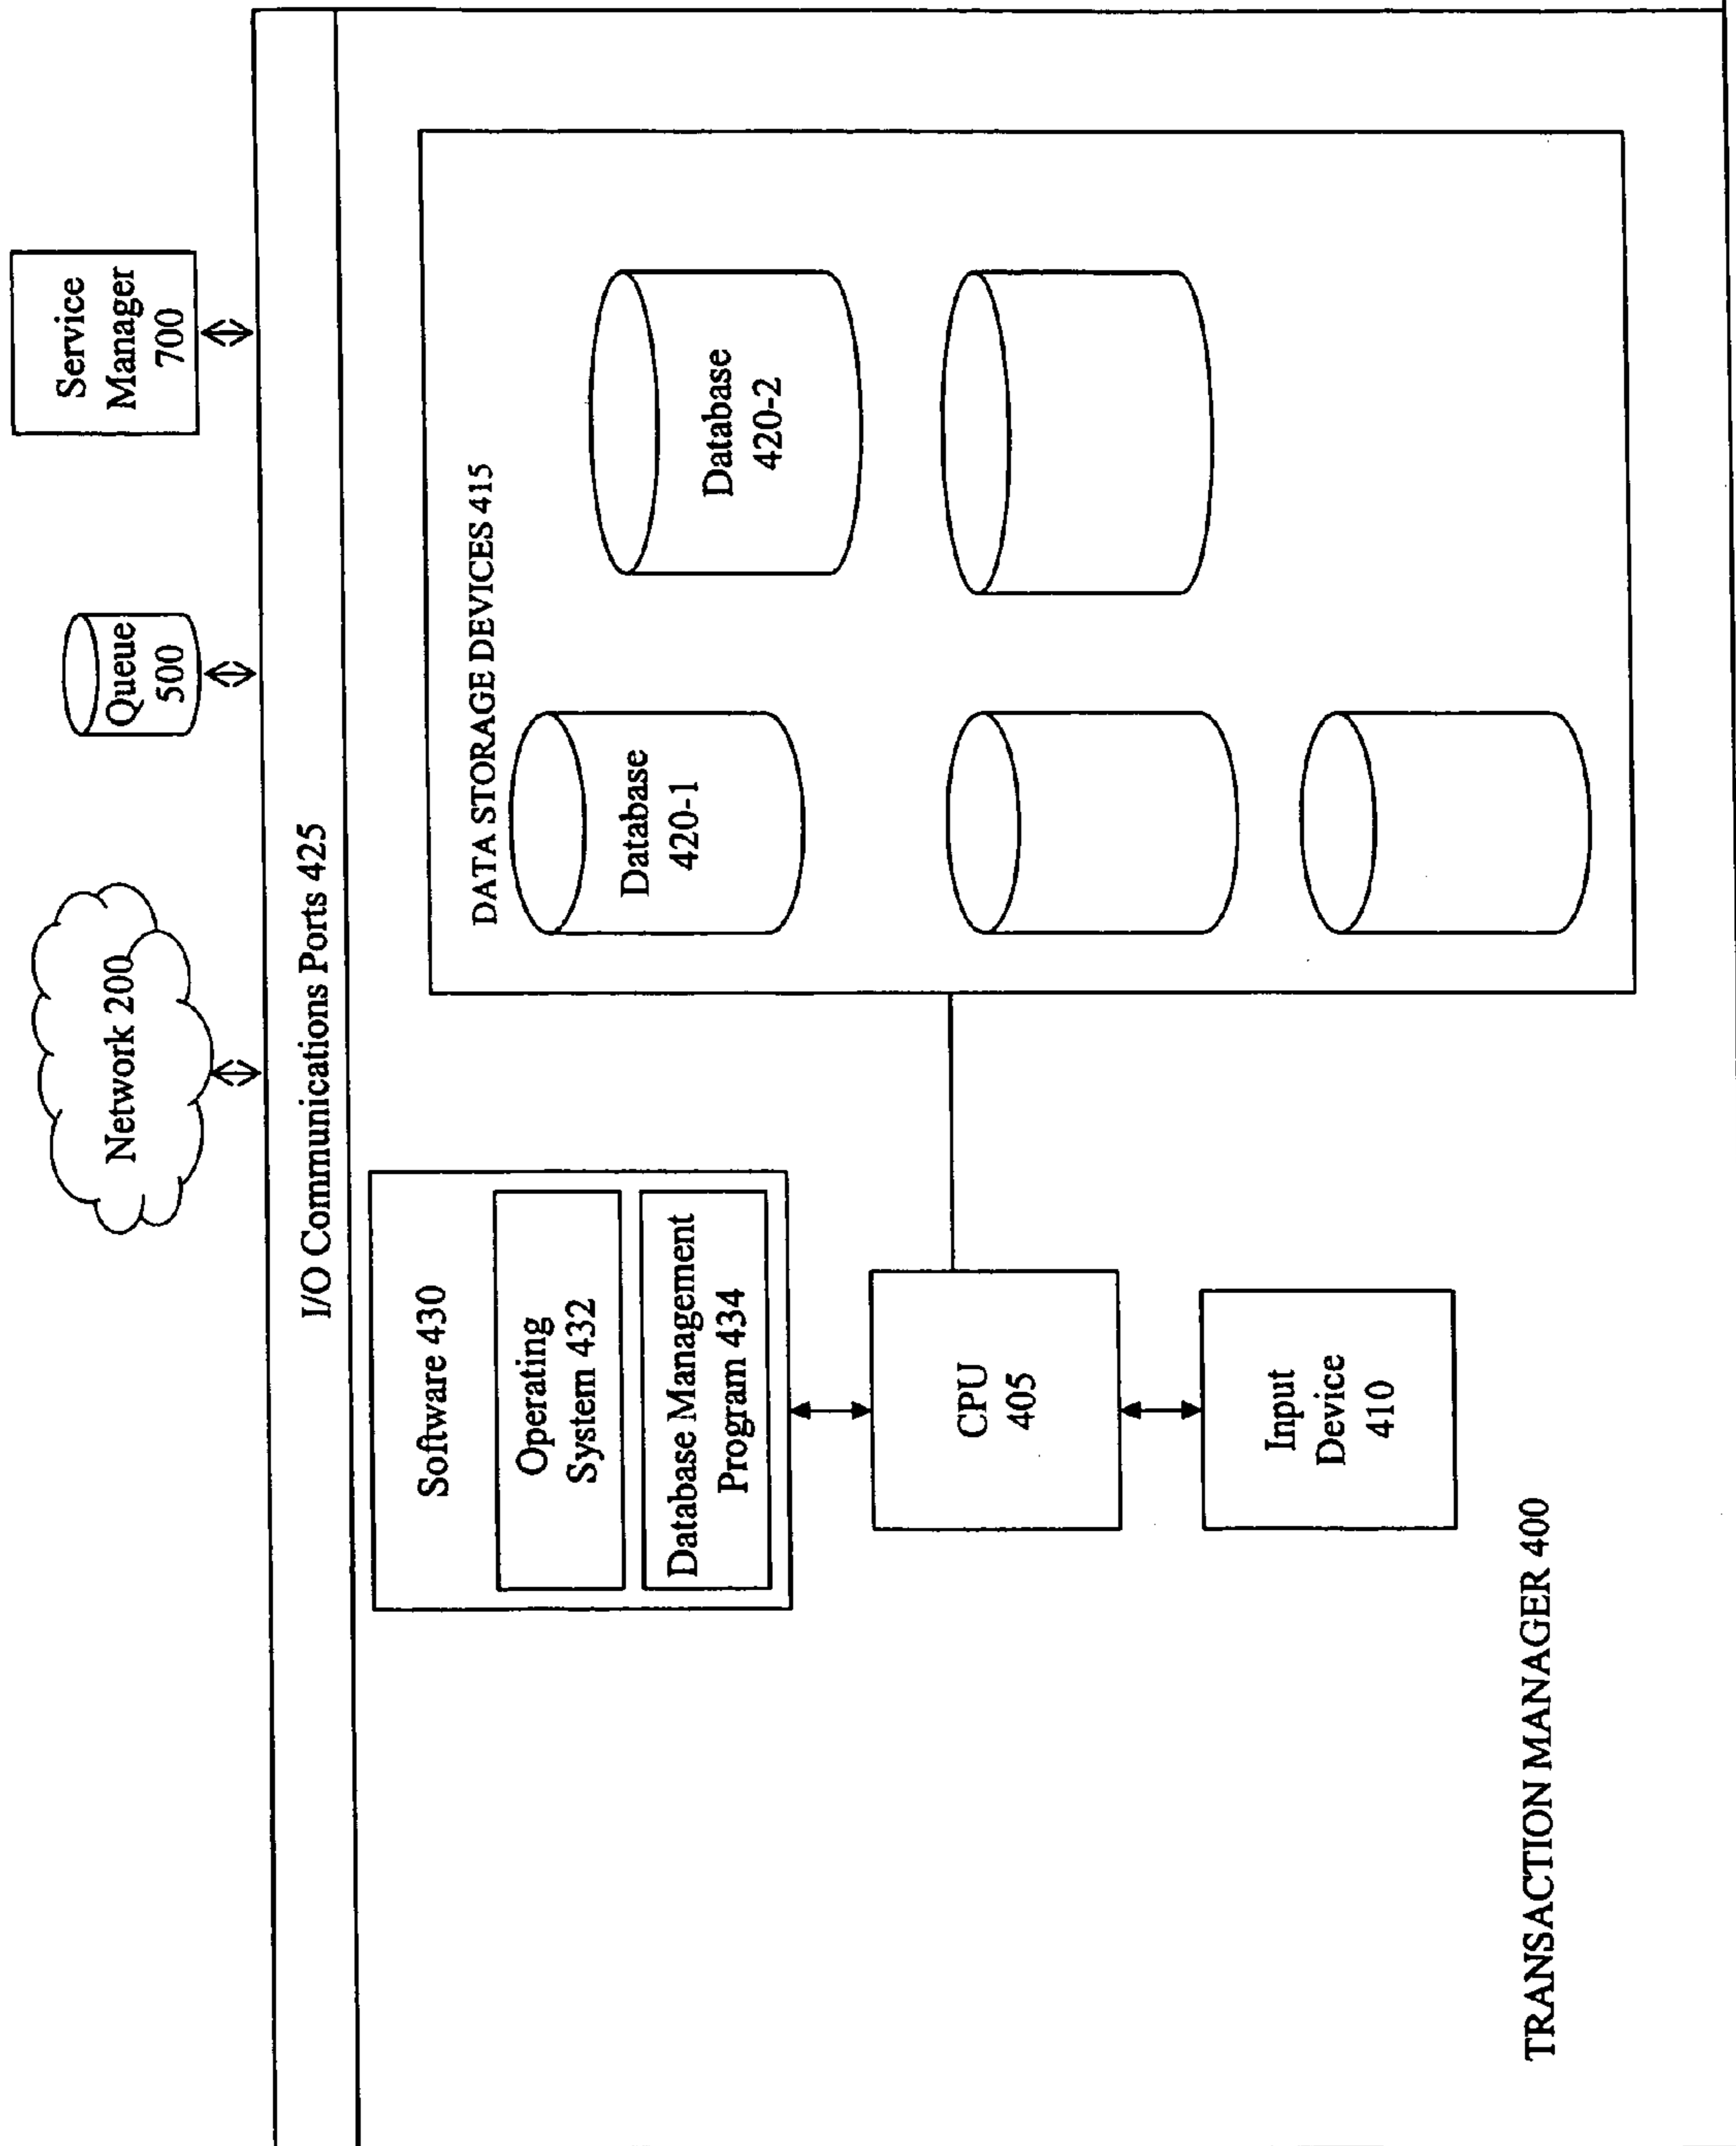 Network 200
Queue
500
Service
Manager
700
I/O Communications Ports 425
Software 430
Operating
System 432
Database Management
Program 434
CPU
405
Input
Device
410
DATA STORAGE DEVICES 415
Database
420-1
Database
420-2
TRANSACTION MANAGER 400